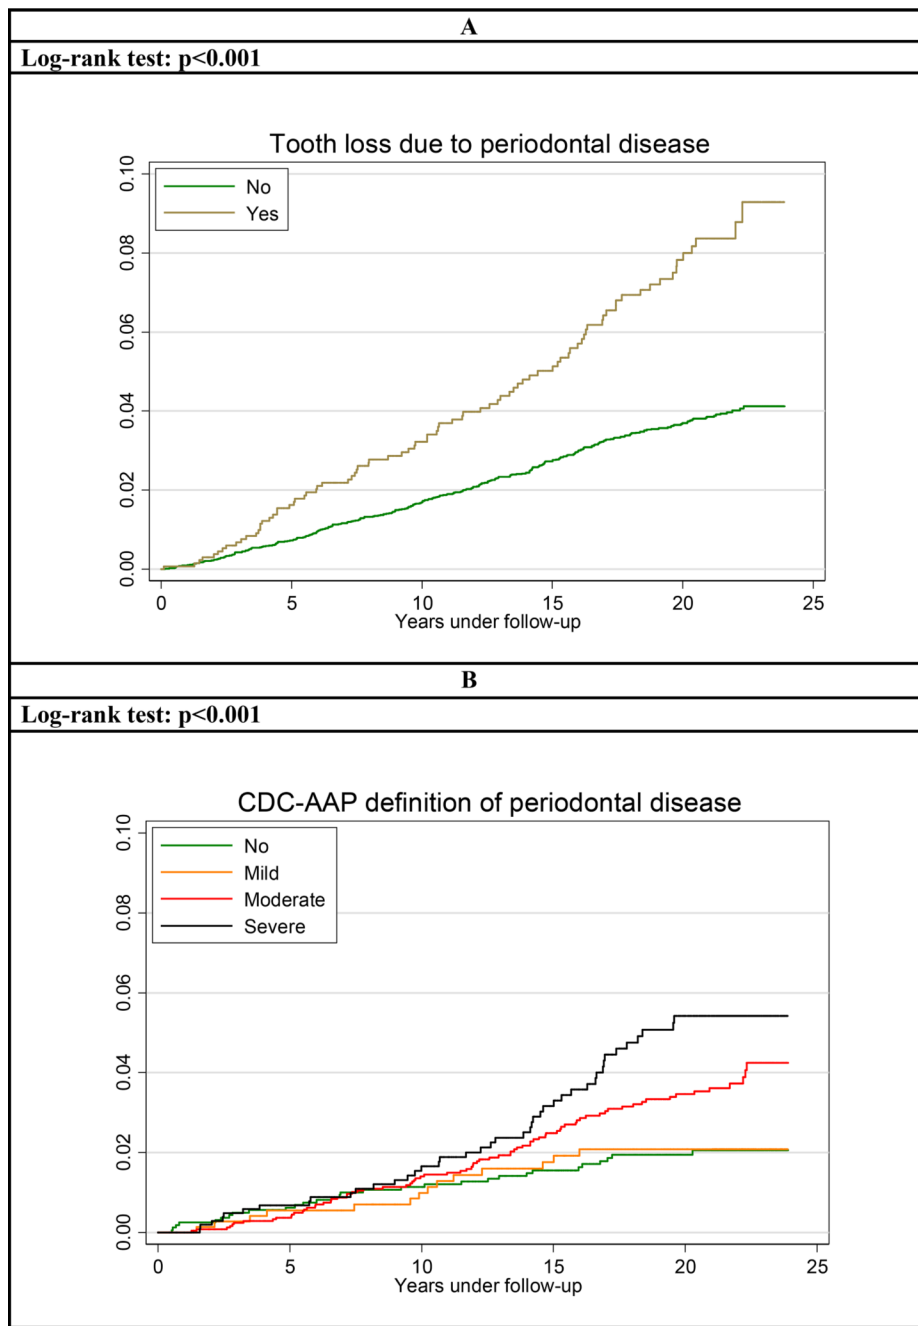 A
Log-rank test: p<0.001
Tooth loss due to periodontal disease
No
Yes
0.10
0.08
0.06
0.04
0.02
0.00
0 5 10 15 20 25
Years under follow-up
B
Log-rank test: p<0.001
CDC-AAP definition of periodontal disease
No
Mild
Moderate
Severe
0.10
0.08
0.06
0.04
0.02
0.00
0 5 10 15 20 25
Years under follow-up